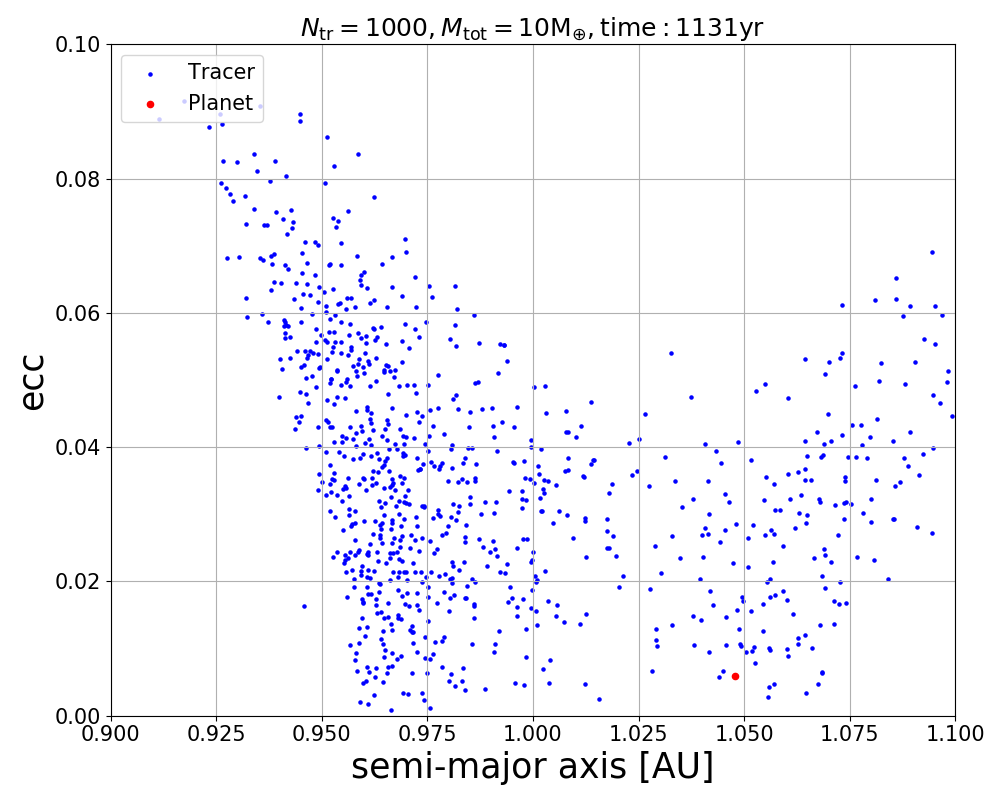 N_tr = 1000, M_tot = 10M_⊕, time : 1131yr
Tracer
Planet
ecc
0.10
0.08
0.06
0.04
0.02
0.00
0.900 0.925 0.950 0.975 1.000 1.025 1.050 1.075 1.100
semi-major axis [AU]